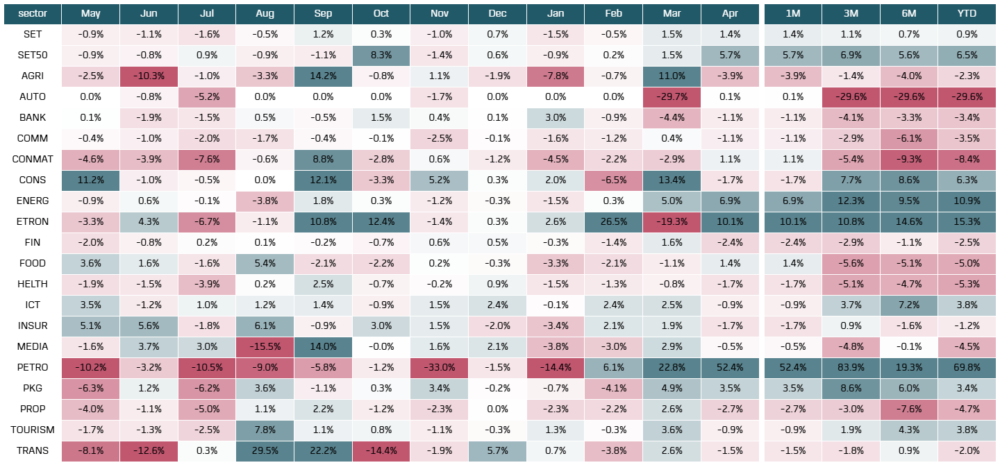 sector May Jun Jul Aug Sep Oct Nov Dec Jan Feb Mar Apr 1M 3M 6M YTD
SET −0.9% −1.1% −1.6% −0.5% 1.2% 0.3% −1.0% 0.7% −1.5% −0.5% 1.5% 1.4% 1.4% 1.1% 0.7% 0.9%
SET50 −0.9% −0.8% 0.9% −0.9% −1.1% 8.3% −1.4% 0.6% −0.9% 0.2% 1.5% 5.7% 5.7% 6.9% 5.6% 6.5%
AGRI −2.5% −10.3% −1.0% −3.3% 14.2% −0.8% 1.1% −1.9% −7.8% −0.7% 11.0% −3.9% −3.9% −1.4% −4.0% −2.3%
AUTO 0.0% −0.8% −5.2% 0.0% 0.0% 0.0% −1.7% 0.0% 0.0% 0.0% −29.7% 0.1% 0.1% −29.6% −29.6% −29.6%
BANK 0.1% −1.9% −1.5% 0.5% −0.5% 1.5% 0.4% 0.1% 3.0% −0.9% −4.4% −1.1% −1.1% −4.1% −3.3% −3.4%
COMM −0.4% −1.0% −2.0% −1.7% −0.4% −0.1% −2.5% −0.1% −1.6% −1.2% 0.4% −1.1% −1.1% −2.9% −6.1% −3.5%
CONMAT −4.6% −3.9% −7.6% −0.6% 8.8% −2.8% 0.6% −1.2% −4.5% −2.2% −2.9% 1.1% 1.1% −5.4% −9.3% −8.4%
CONS 11.2% −1.0% −0.5% 0.0% 12.1% −3.3% 5.2% 0.3% 2.0% −6.5% 13.4% −1.7% −1.7% 7.7% 8.6% 6.3%
ENERG −0.9% 0.6% −0.1% −3.8% 1.8% 0.3% −1.2% −0.3% −1.5% 0.3% 5.0% 6.9% 6.9% 12.3% 9.5% 10.9%
ETRON −3.3% 4.3% −6.7% −1.1% 10.8% 12.4% −1.4% 0.3% 2.6% 26.5% −19.3% 10.1% 10.1% 10.8% 14.6% 15.3%
FIN −2.0% −0.8% 0.2% 0.1% −0.2% −0.7% 0.6% 0.5% −0.3% −1.4% 1.6% −2.4% −2.4% −2.9% −1.1% −2.5%
FOOD 3.6% 1.6% −1.6% 5.4% −2.1% −2.2% 0.2% −0.3% −3.3% −2.1% −1.1% 1.4% 1.4% −5.6% −5.1% −5.0%
HELTH −1.9% −1.5% −3.9% 0.2% 2.5% −0.7% −0.2% 0.9% −1.5% −1.3% −0.8% −1.7% −1.7% −5.1% −4.7% −5.3%
ICT 3.5% −1.2% 1.0% 1.2% 1.4% −0.9% 1.5% 2.4% −0.1% 2.4% 2.5% −0.9% −0.9% 3.7% 7.2% 3.8%
INSUR 5.1% 5.6% −1.8% 6.1% −0.9% 3.0% 1.5% −2.0% −3.4% 2.1% 1.9% −1.7% −1.7% 0.9% −1.6% −1.2%
MEDIA −1.6% 3.7% 3.0% −15.5% 14.0% −0.0% 1.6% 2.1% −3.8% −3.0% 2.9% −0.5% −0.5% −4.8% −0.1% −4.5%
PETRO −10.2% −3.2% −10.5% −9.0% −5.8% −1.2% −33.0% −1.5% −14.4% 6.1% 22.8% 52.4% 52.4% 83.9% 19.3% 69.8%
PKG −6.3% 1.2% −6.2% 3.6% −1.1% 0.3% 3.4% −0.2% −0.7% −4.1% 4.9% 3.5% 3.5% 8.6% 6.0% 3.4%
PROP −4.0% −1.1% −5.0% 1.1% 2.2% −1.2% −2.3% 0.0% −2.3% −2.2% 2.6% −2.7% −2.7% −3.0% −7.6% −4.7%
TOURISM −1.7% −1.3% −2.5% 7.8% 1.1% 0.8% −1.1% −0.3% 1.3% −0.3% 3.6% −0.9% −0.9% 1.9% 4.3% 3.8%
TRANS −8.1% −12.6% 0.3% 29.5% 22.2% −14.4% −1.9% 5.7% 0.7% −3.8% 2.6% −1.5% −1.5% −1.8% 0.9% −2.0%